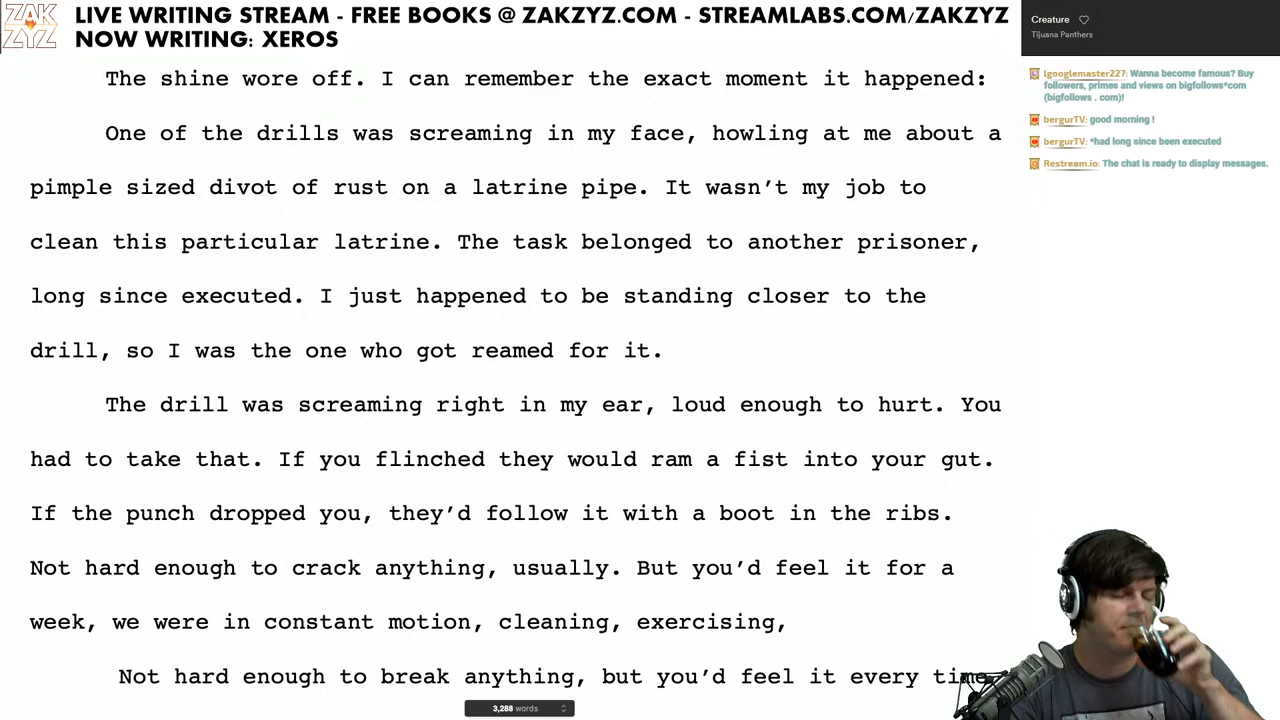 ZAK
ZYZ
LIVE WRITING STREAM - FREE BOOKS @ ZAKZYZ.COM - STREAMLABS.COM/ZAKZYZ
NOW WRITING: XEROS
The shine wore off. I can remember the exact moment it happened:
One of the drills was screaming in my face, howling at me about a
pimple sized divot of rust on a latrine pipe. It wasn’t my job to
clean this particular latrine. The task belonged to another prisoner,
long since executed. I just happened to be standing closer to the
drill, so I was the one who got reamed for it.
The drill was screaming right in my ear, loud enough to hurt. You
had to take that. If you flinched they would ram a fist into your gut.
If the punch dropped you, they’d follow it with a boot in the ribs.
Not hard enough to crack anything, usually. But you’d feel it for a
week, we were in constant motion, cleaning, exercising,
Not hard enough to break anything, but you’d feel it every time
3,288 words
Creature
Tijuana Panthers
lgooglemaster227: Wanna become famous? Buy
followers, primes and views on bigfollows*com
(bigfollows . com)!
bergurTV: good morning !
bergurTV: *had long since been executed
Restream.io: The chat is ready to display messages.